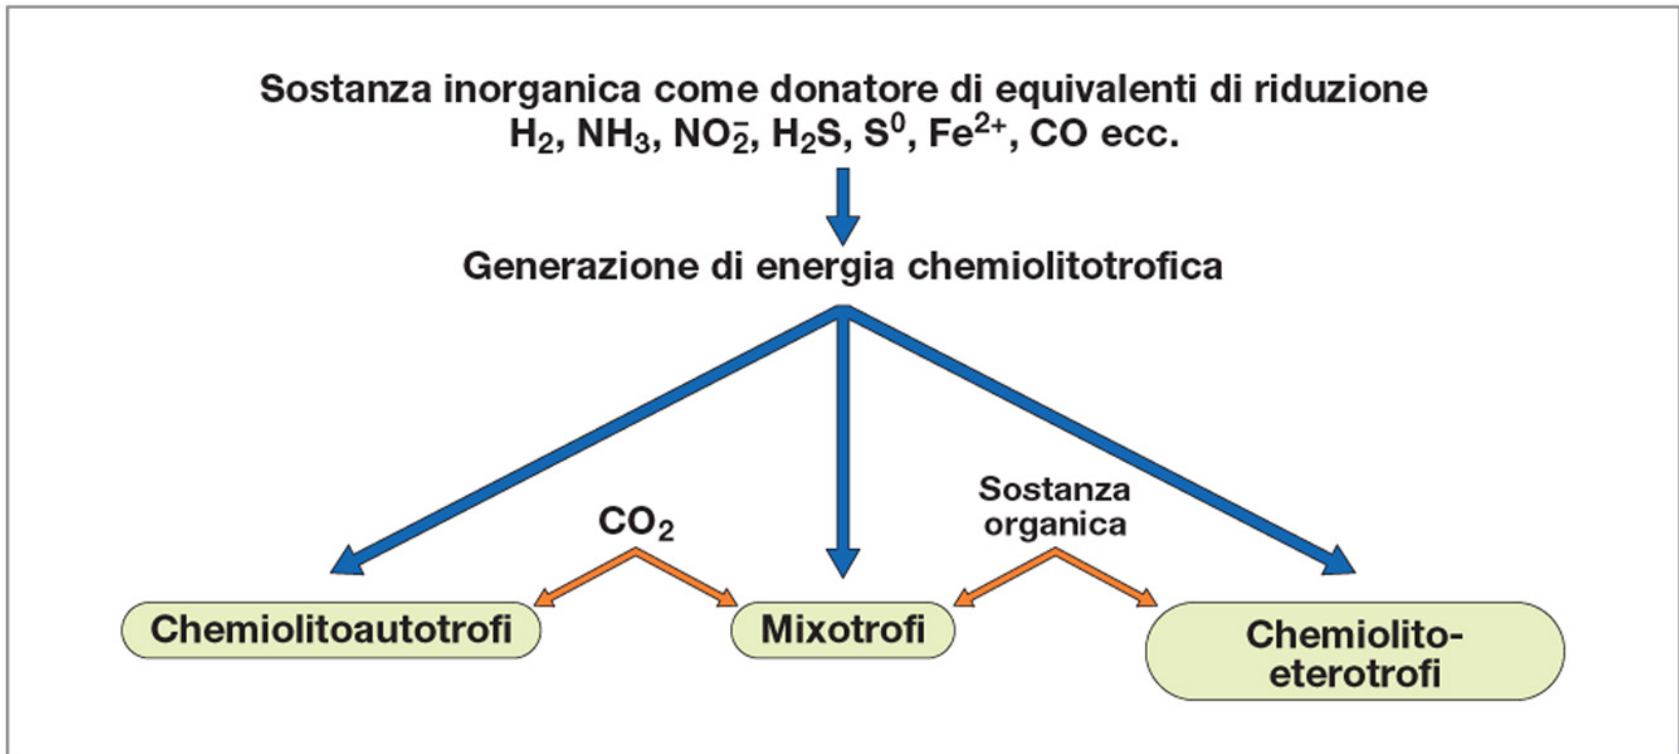 Sostanza inorganica come donatore di equivalenti di riduzione
H₂, NH₃, NO₂⁻, H₂S, S⁰, Fe²⁺, CO ecc.
Generazione di energia chemiolitotrofica
CO₂
Sostanza
organica
Chemiolitoautotrofi
Mixotrofi
Chemiolito-
eterotrofi